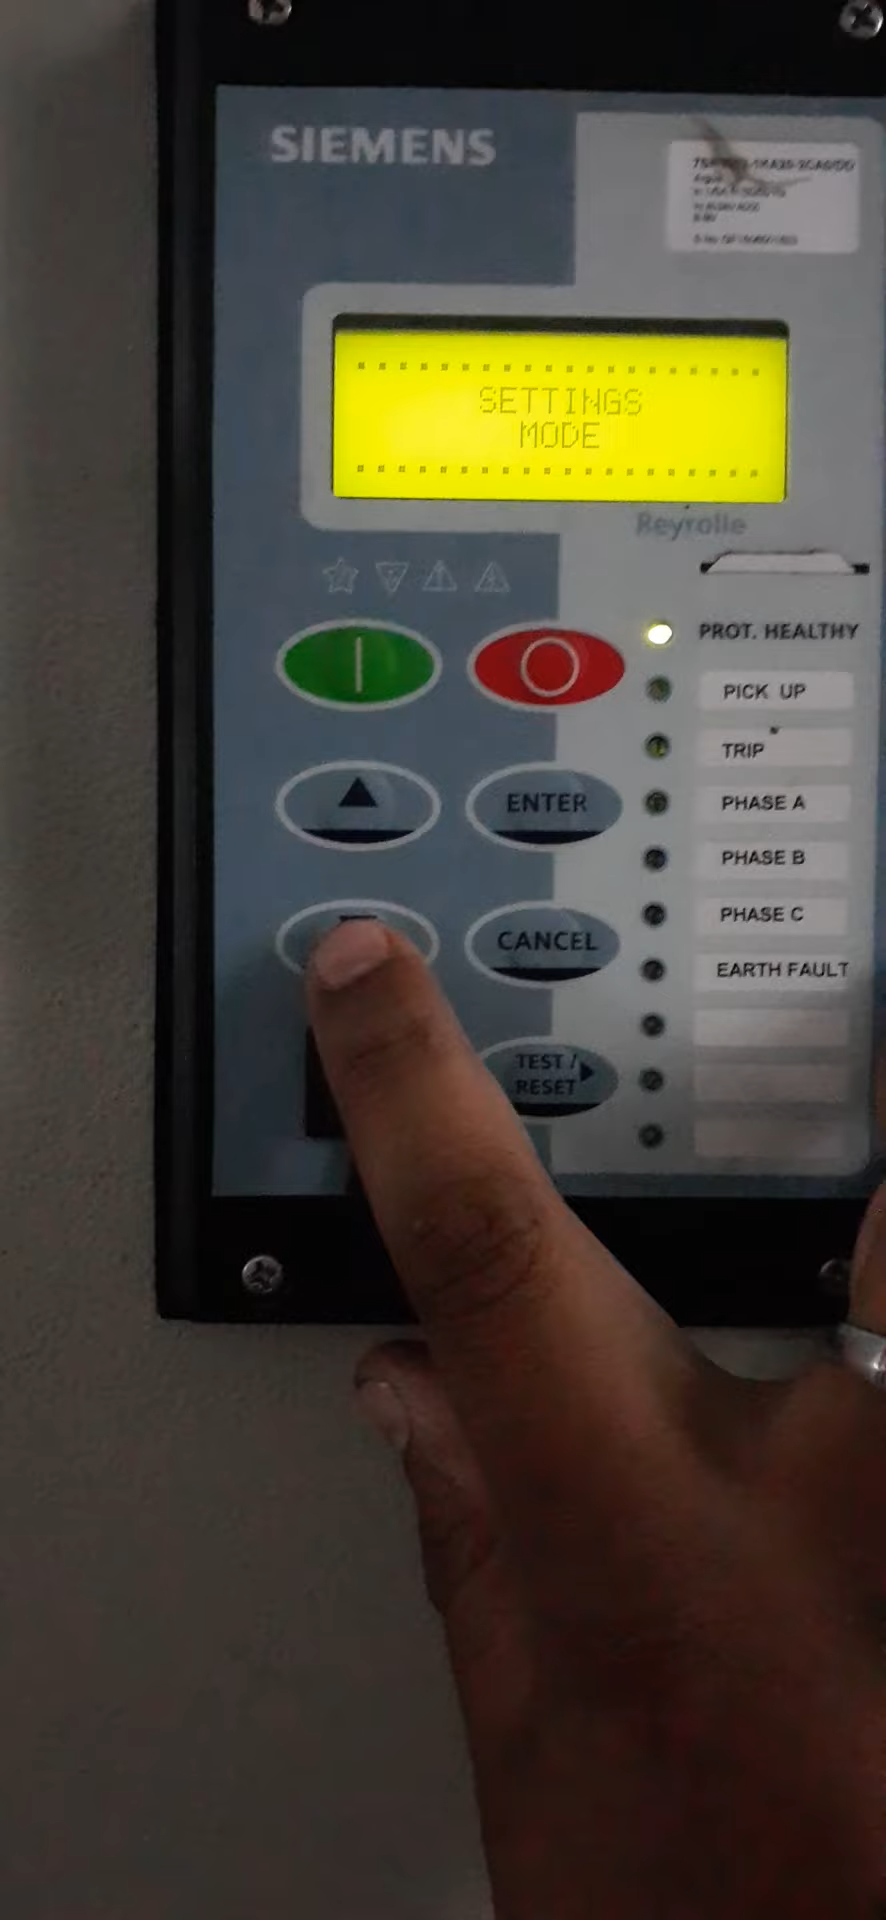 SIEMENS
SETTINGS
MODE
Reyrolle
PROT. HEALTHY
PICK UP
TRIP
PHASE A
ENTER
PHASE B
PHASE C
CANCEL
EARTH FAULT
TEST /
RESET